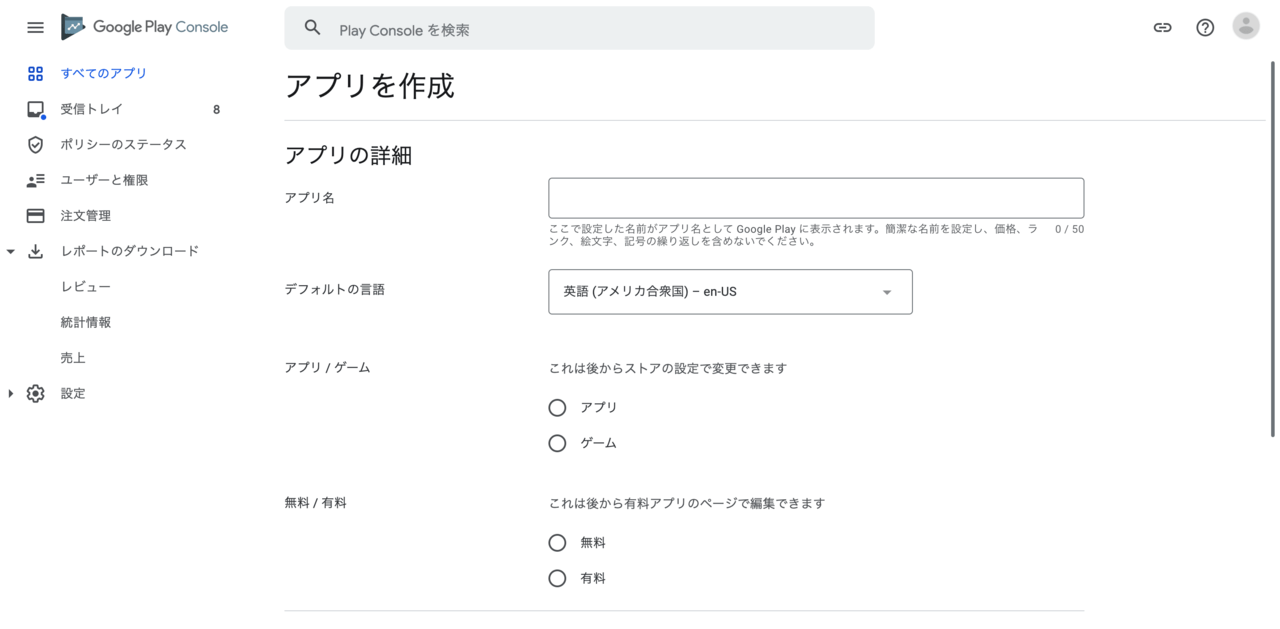 Google Play Console
Play Console を検索
すべてのアプリ
受信トレイ 8
ポリシーのステータス
ユーザーと権限
注文管理
レポートのダウンロード
レビュー
統計情報
売上
設定
アプリを作成
アプリの詳細
アプリ名
ここで設定した名前がアプリ名として Google Play に表示されます。簡潔な名前を設定し、価格、ラ 0 / 50
ンク、絵文字、記号の繰り返しを含めないでください。
デフォルトの言語
英語 (アメリカ合衆国) – en-US
アプリ / ゲーム
これは後からストアの設定で変更できます
アプリ
ゲーム
無料 / 有料
これは後から有料アプリのページで編集できます
無料
有料